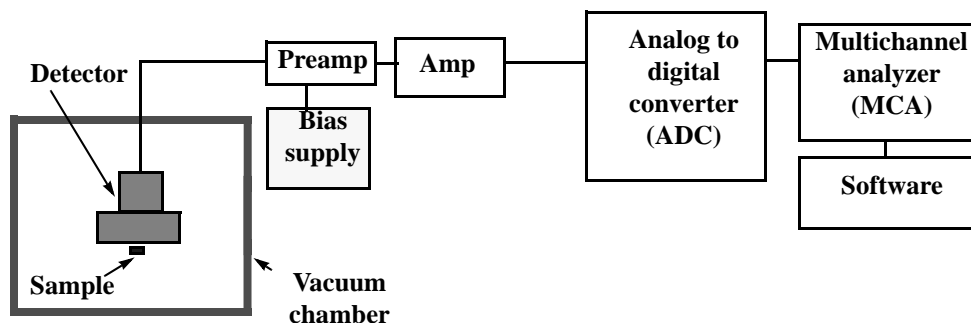 Detector
Preamp
Amp
Analog to
digital
converter
(ADC)
Multichannel
analyzer
(MCA)
Bias
supply
Software
Sample
Vacuum
chamber